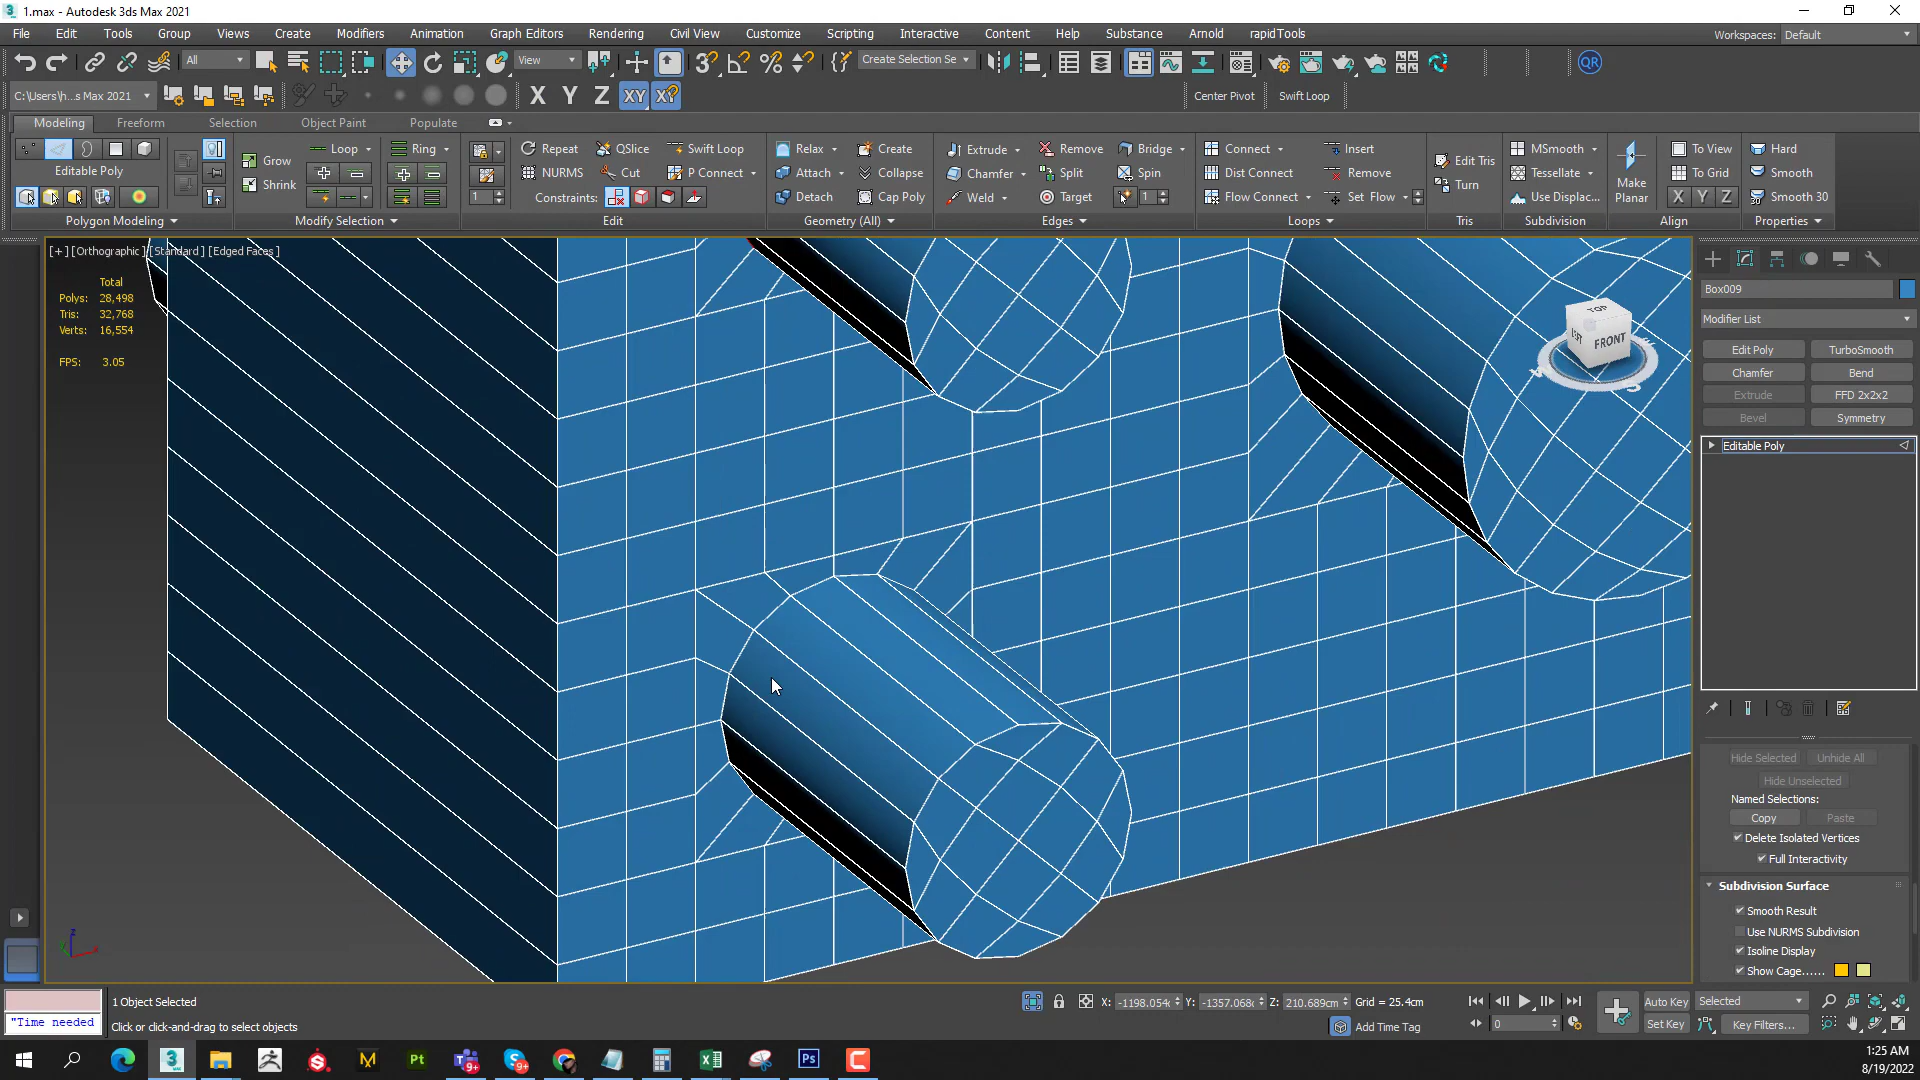 1.max - Autodesk 3ds Max 2021
File Edit Tools Group Views Create Modifiers Animation Graph Editors Rendering Civil View Customize Scripting Interactive Content Help Substance Arnold rapidTools
Workspaces: Default
All View Create Selection Se QR
C:\Users\h...s Max 2021 X Y Z XY XY Center Pivot Swift Loop
Modeling Freeform Selection Object Paint Populate
Loop Ring Repeat QSlice Swift Loop Relax Create Extrude Remove Bridge Connect Insert MSmooth To View Hard
Editable Poly Grow NURMS Cut P Connect Attach Collapse Chamfer Split Spin Dist Connect Remove Edit Tris Tessellate Make Planar To Grid Smooth
Shrink 1 Constraints: Detach Cap Poly Weld Target 1 Flow Connect Set Flow Turn Use Displac... X Y Z Smooth 30
Polygon Modeling Modify Selection Edit Geometry (All) Edges Loops Tris Subdivision Align Properties
[+] [Orthographic] [Standard] [Edged Faces]
Total
Polys: 28,498
Tris: 32,768
Verts: 16,554
FPS: 3.05
TOP
LEFT FRONT
Box009
Modifier List
Edit Poly TurboSmooth
Chamfer Bend
Extrude FFD 2x2x2
Bevel Symmetry
Editable Poly
Hide Selected Unhide All
Hide Unselected
Named Selections:
Copy Paste
Delete Isolated Vertices
Full Interactivity
Subdivision Surface
Smooth Result
Use NURMS Subdivision
Isoline Display
Show Cage......
1 Object Selected X: -1198.054c Y: -1357.068c Z: 210.689cm Grid = 25.4cm Auto Key Selected
"Time needed Click or click-and-drag to select objects Add Time Tag 0 Set Key Key Filters...
1:25 AM
8/19/2022